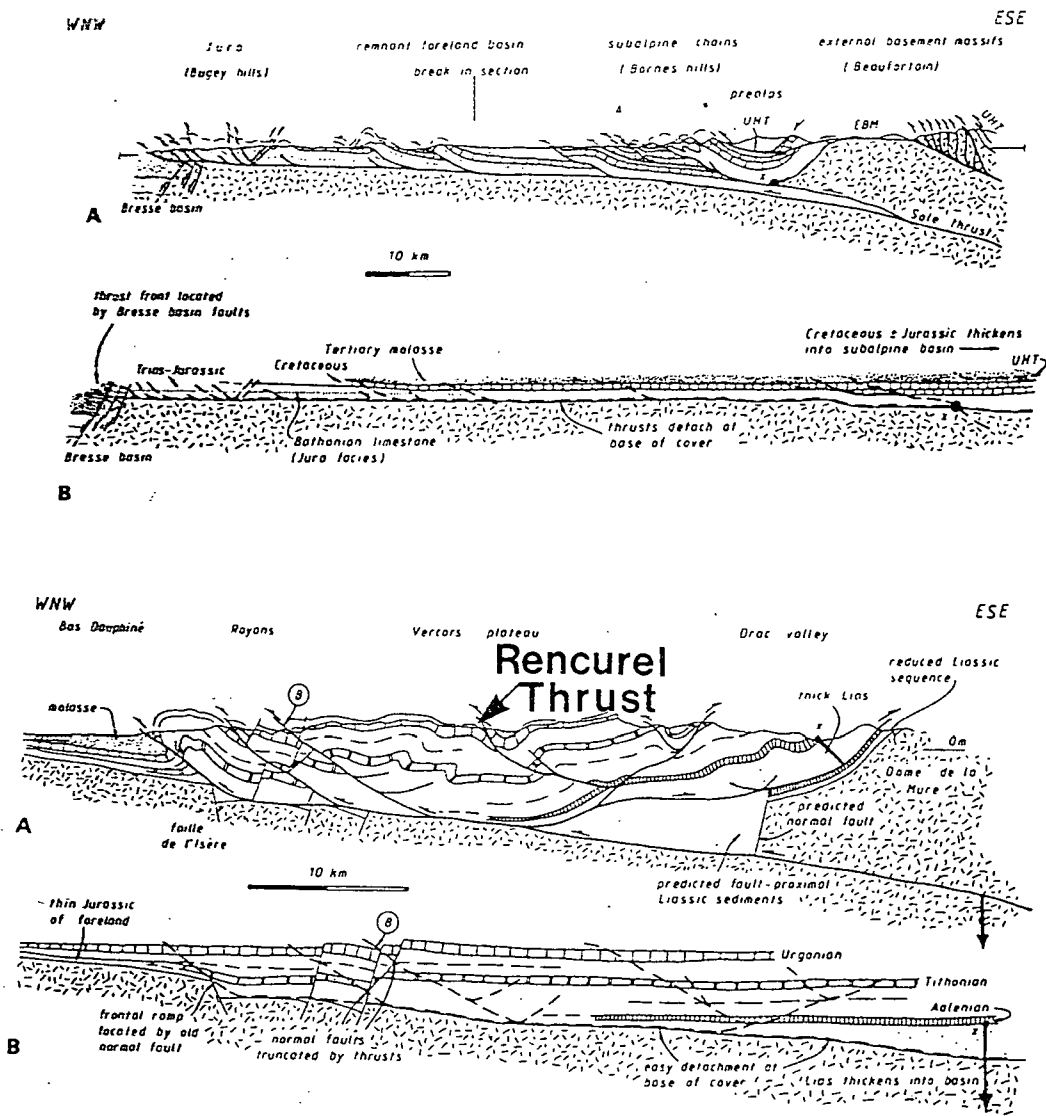 WNW
ESE
Jura
(Bugey hills)
remnant foreland basin
break in section
subalpine chains
(Bornes hills)
external basement massifs
(Beaufortain)
prealps
UHT
EBM
UHT
Bresse basin
Sole thrust
A
10 km
thrust front located
by Bresse basin faults
Trias-Jurassic
Cretaceous
Tertiary molasse
Cretaceous ± Jurassic thickens
into subalpine basin
UHT
Bathonian limestone
(Jura facies)
thrusts detach at
base of cover
x
Bresse basin
B
WNW
ESE
Bas Dauphiné
Royans
Vercors plateau
Drac valley
Rencurel
Thrust
reduced Liassic
sequence
thick Lias
molasse
B
x
0m
Dome de la
Mure
predicted
normal fault
A
faille
de l'Isère
10 km
predicted fault-proximal
Liassic sediments
thin Jurassic
of foreland
B
Urgonian
Tithonian
Aalenian
x
frontal ramp
located by old
normal fault
normal faults
truncated by thrusts
easy detachment at
base of cover
Lias thickens into basin
B